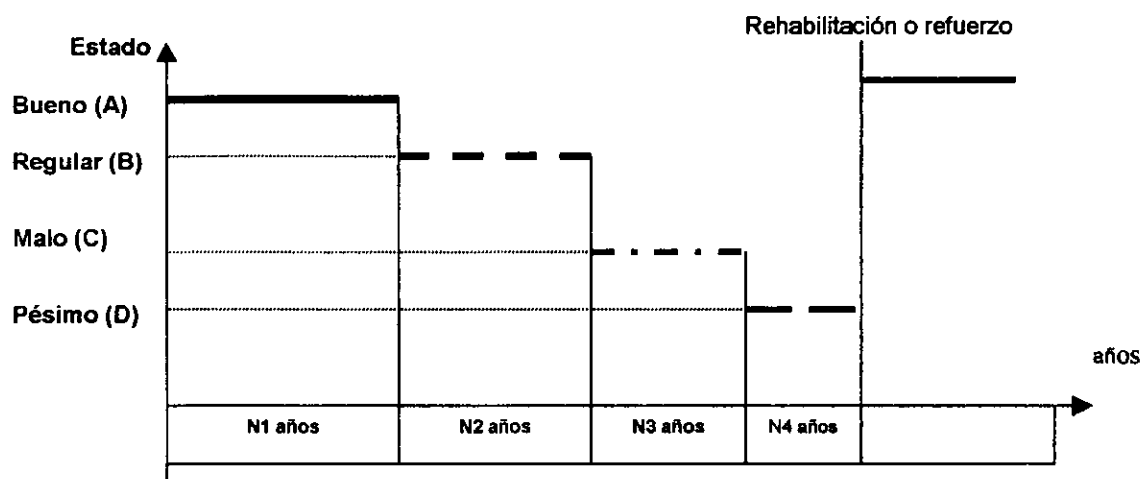 Rehabilitación o refuerzo
Estado
Bueno (A)
Regular (B)
Malo (C)
Pésimo (D)
años
N1 años
N2 años
N3 años
N4 años